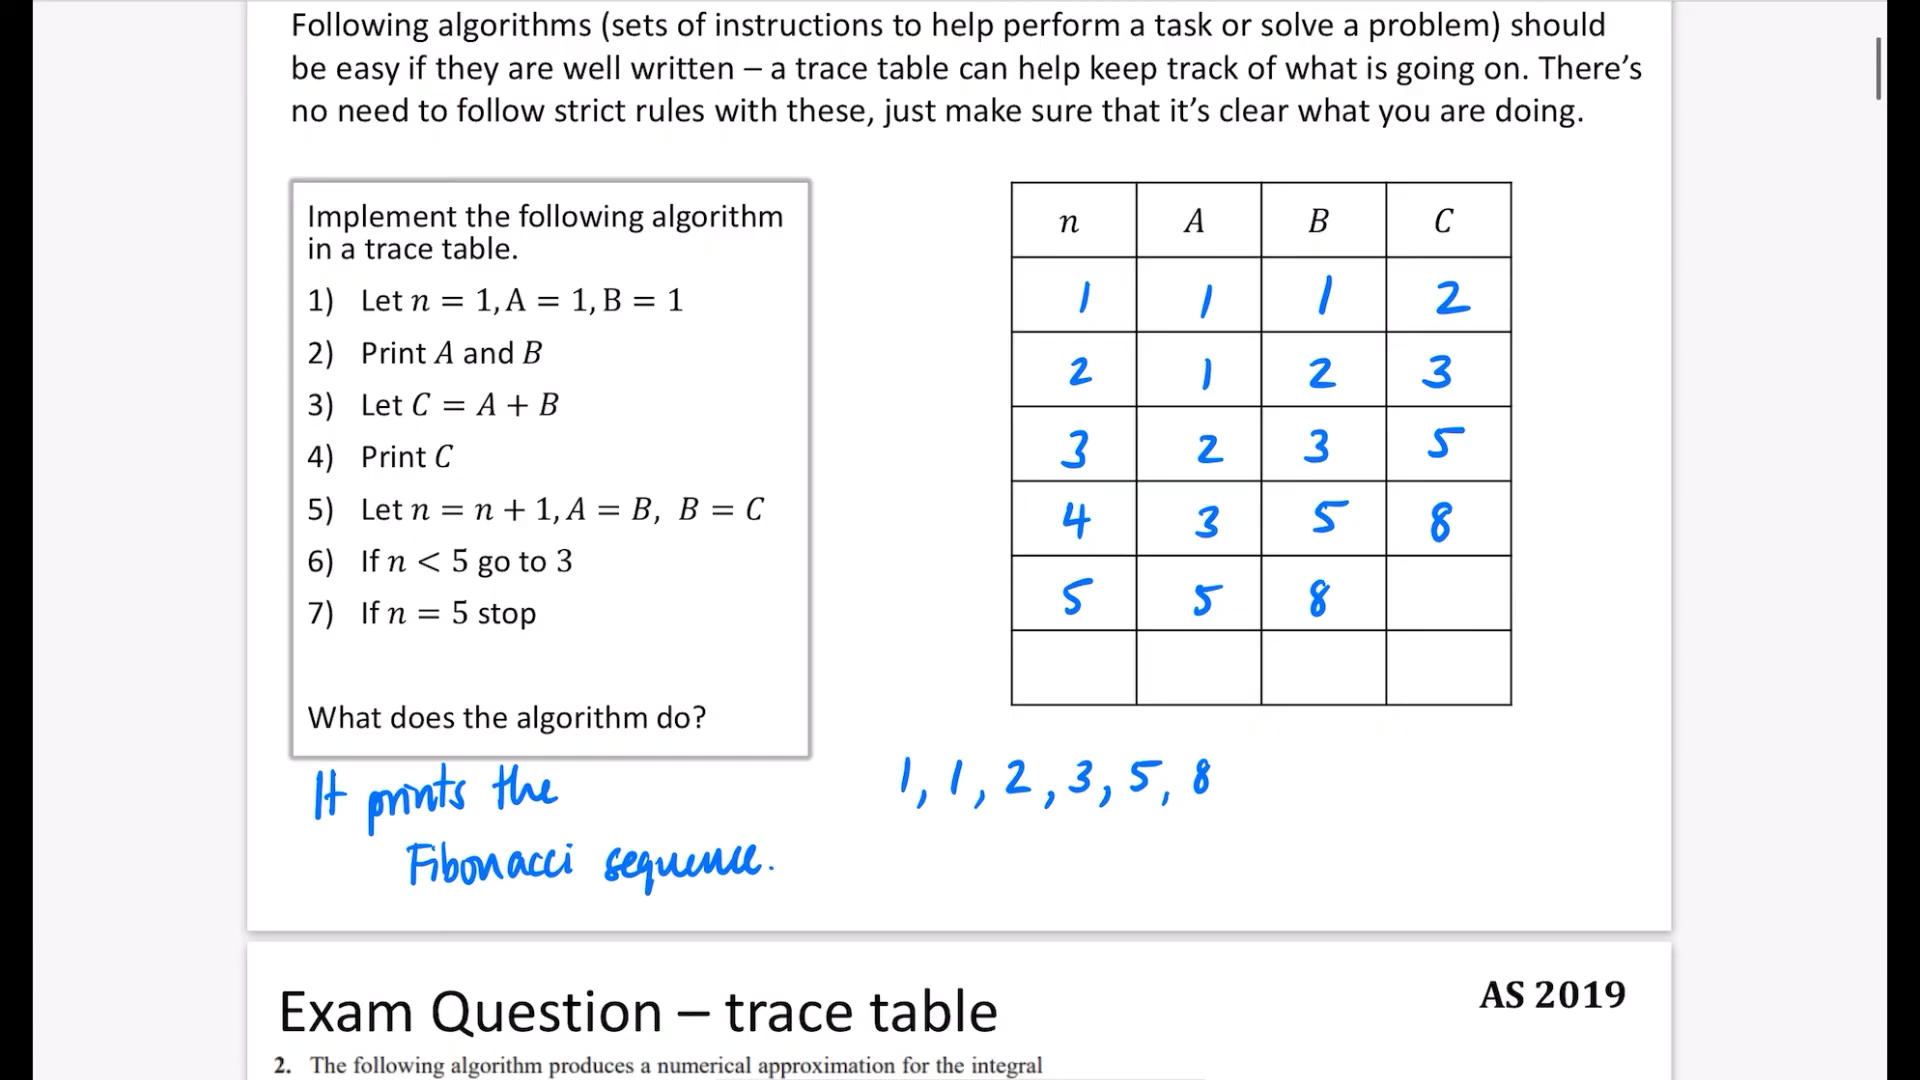 Following algorithms (sets of instructions to help perform a task or solve a problem) should
be easy if they are well written – a trace table can help keep track of what is going on. There’s
no need to follow strict rules with these, just make sure that it’s clear what you are doing.
Implement the following algorithm
in a trace table.
1) Let n = 1, A = 1, B = 1
2) Print A and B
3) Let C = A + B
4) Print C
5) Let n = n + 1, A = B, B = C
6) If n < 5 go to 3
7) If n = 5 stop
What does the algorithm do?
It prints the
Fibonacci sequence.
n A B C
1 1 1 2
2 1 2 3
3 2 3 5
4 3 5 8
5 5 8
1, 1, 2, 3, 5, 8
Exam Question – trace table
AS 2019
2. The following algorithm produces a numerical approximation for the integral